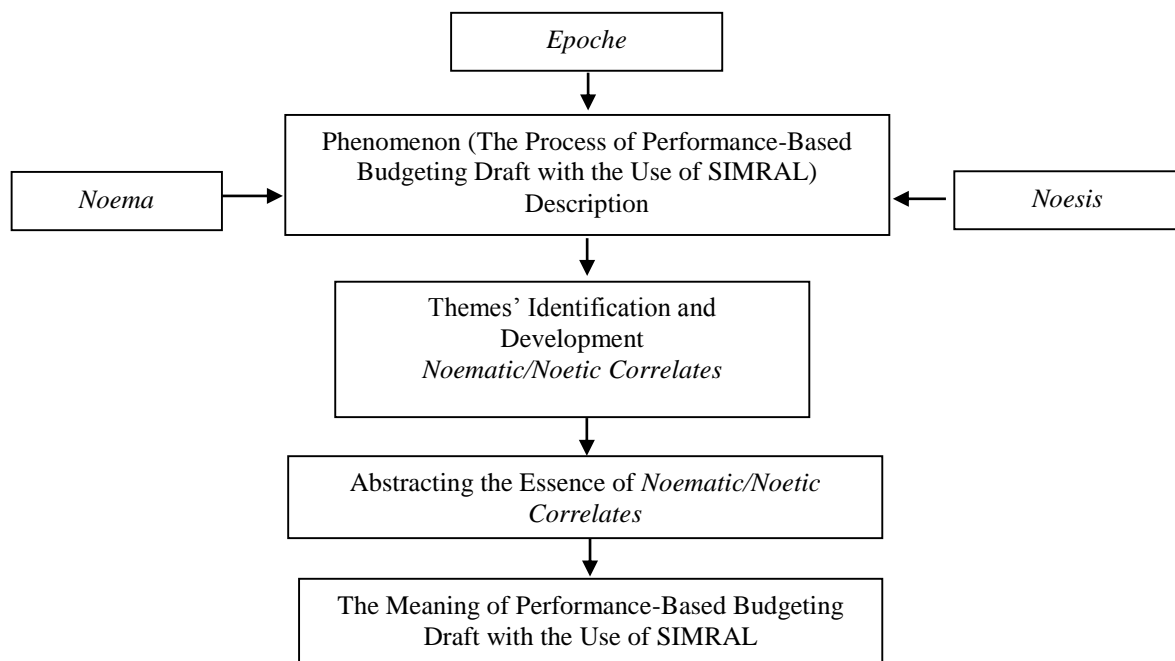 Epoche
Phenomenon (The Process of Performance-Based
Budgeting Draft with the Use of SIMRAL)
Description
Noema
Noesis
Themes’ Identification and
Development
Noematic/Noetic Correlates
Abstracting the Essence of Noematic/Noetic
Correlates
The Meaning of Performance-Based Budgeting
Draft with the Use of SIMRAL